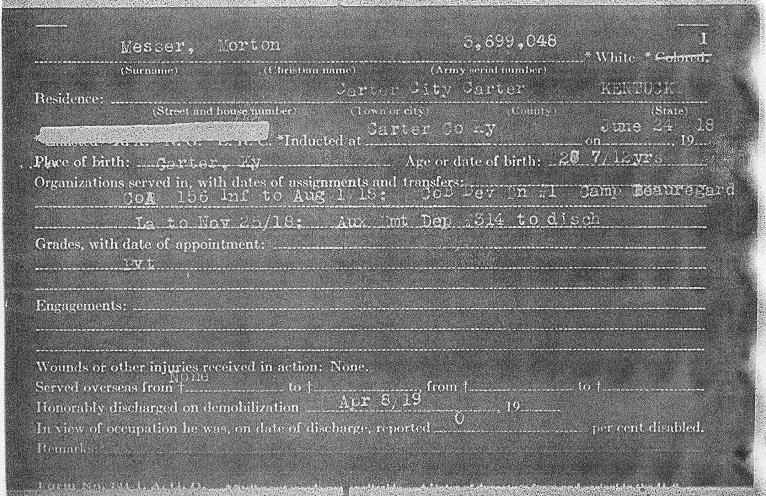 Messer, Morton 3,699,048 1
* White * Colored.
(Surname) (Christian name) (Army serial number)
Residence: Carter City Carter KENTUCKY
(Street and house number) (Town or city) (County) (State)
*Inducted at Carter Co Ky on June 24, 19 18
Place of birth: Carter, Ky Age or date of birth: 7/12yrs
Organizations served in, with dates of assignments and transfers:
CoA 156 Inf to Aug 1/18; CoB Dev Bn #1 Camp Beauregard
La to Nov 25/18; Aux Rmt Dep #314 to disch
Grades, with date of appointment:
Pvt
Engagements:
Wounds or other injuries received in action: None.
None
Served overseas from † to †, from † to †
Honorably discharged on demobilization Apr 8/19, 19
In view of occupation he was, on date of discharge, reported 0 per cent disabled.
Remarks:
Form No. A.G.O.